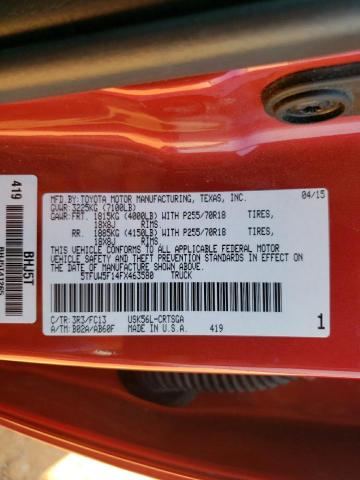 MFD.BY:TOYOTA MOTOR MANUFACTURING, TEXAS, INC. 04/15
GVWR:3225KG (7100LB)
GAWR:FRT. 1815KG (4000LB) WITH P255/70R18 TIRES,
18X8J RIMS
RR. 1885KG (4150LB) WITH P255/70R18 TIRES,
18X8J RIMS
THIS VEHICLE CONFORMS TO ALL APPLICABLE FEDERAL MOTOR
VEHICLE SAFETY AND THEFT PREVENTION STANDARDS IN
EFFECT ON THE DATE OF MANUFACTURE SHOWN ABOVE.
5TFUW5F14FX463580 TRUCK
C/TR: 3R3/FC13 USK56L-CRTSGA
A/TM: B02A/AB60F MADE IN U.S.A. 419 1
419
BHJ5T